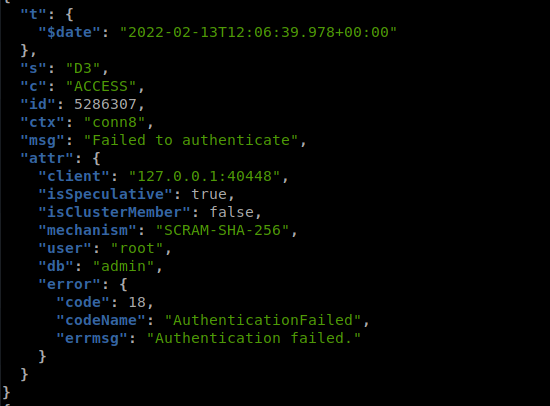 {
  "t": {
    "$date": "2022-02-13T12:06:39.978+00:00"
  },
  "s": "D3",
  "c": "ACCESS",
  "id": 5286307,
  "ctx": "conn8",
  "msg": "Failed to authenticate",
  "attr": {
    "client": "127.0.0.1:40448",
    "isSpeculative": true,
    "isClusterMember": false,
    "mechanism": "SCRAM-SHA-256",
    "user": "root",
    "db": "admin",
    "error": {
      "code": 18,
      "codeName": "AuthenticationFailed",
      "errmsg": "Authentication failed."
    }
  }
}
{